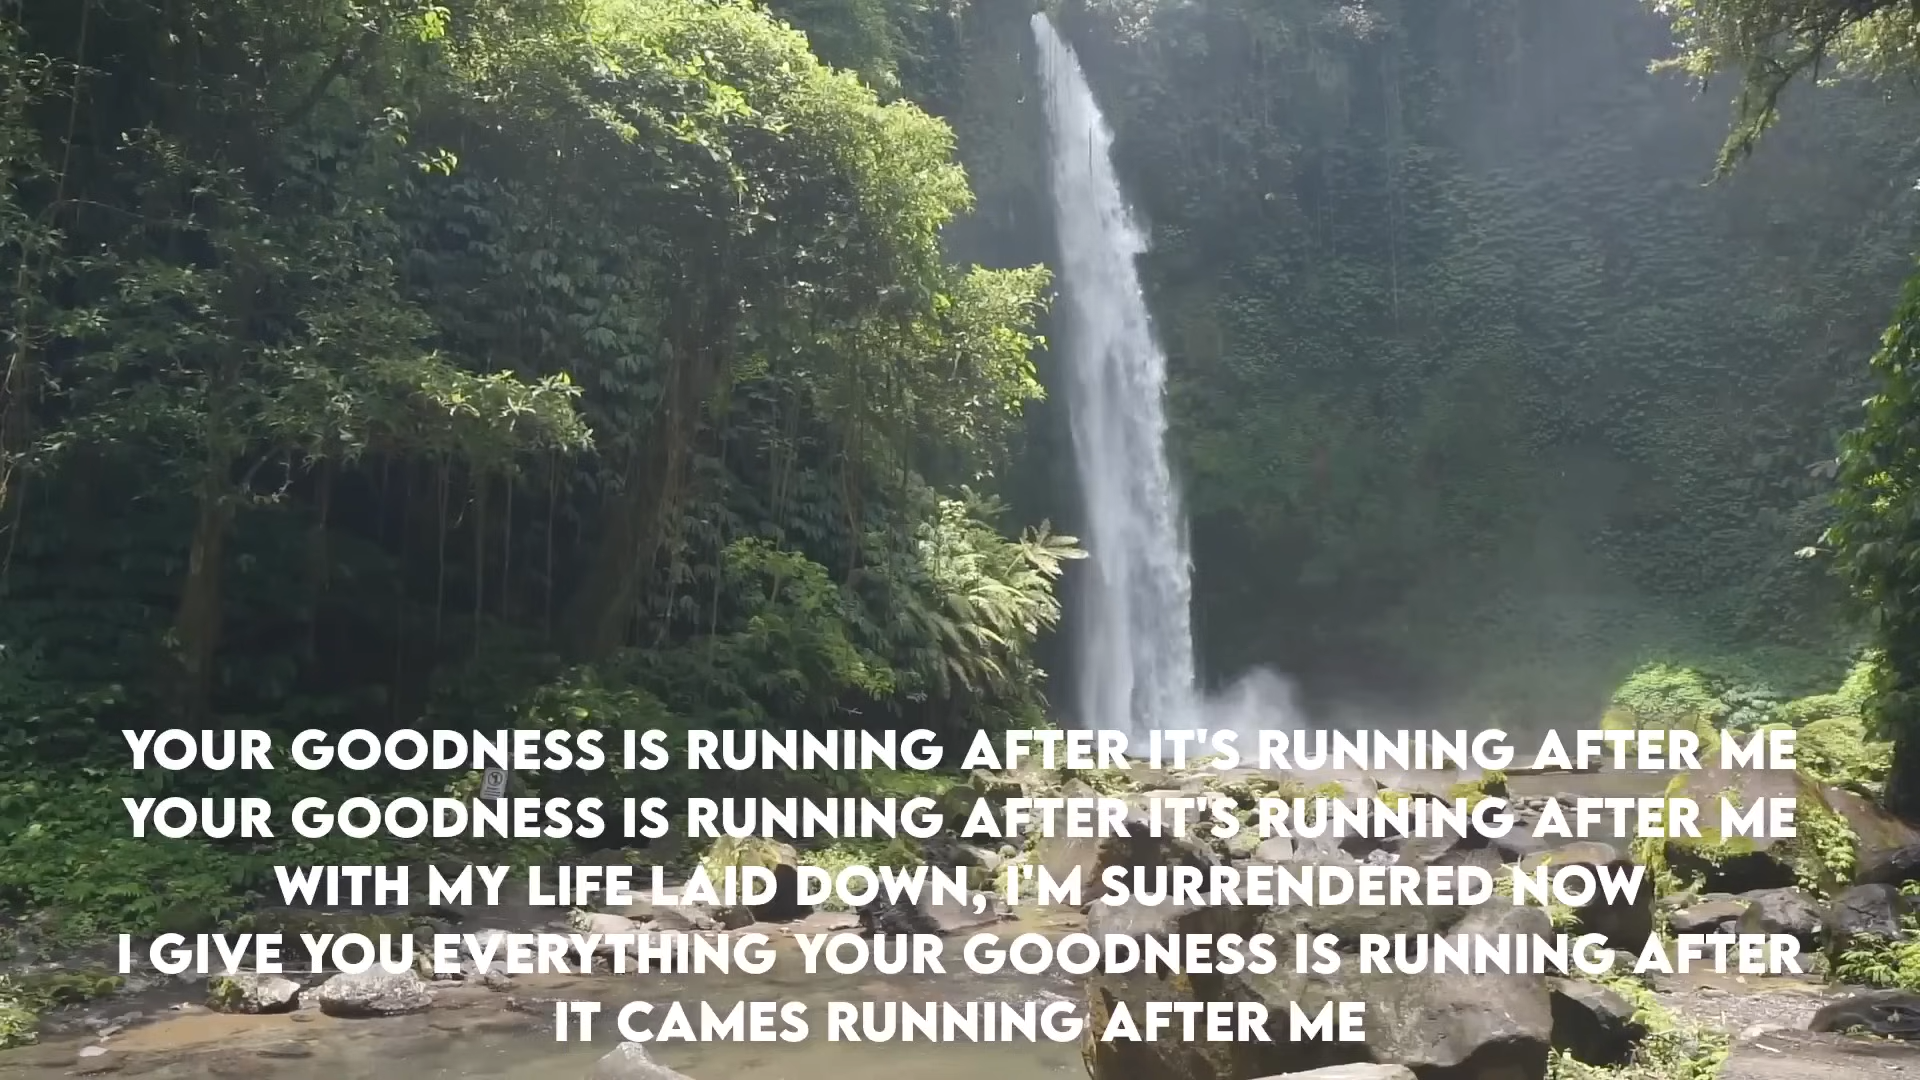 YOUR GOODNESS IS RUNNING AFTER IT'S RUNNING AFTER ME
YOUR GOODNESS IS RUNNING AFTER IT'S RUNNING AFTER ME
WITH MY LIFE LAID DOWN, I'M SURRENDERED NOW
I GIVE YOU EVERYTHING YOUR GOODNESS IS RUNNING AFTER
IT CAMES RUNNING AFTER ME